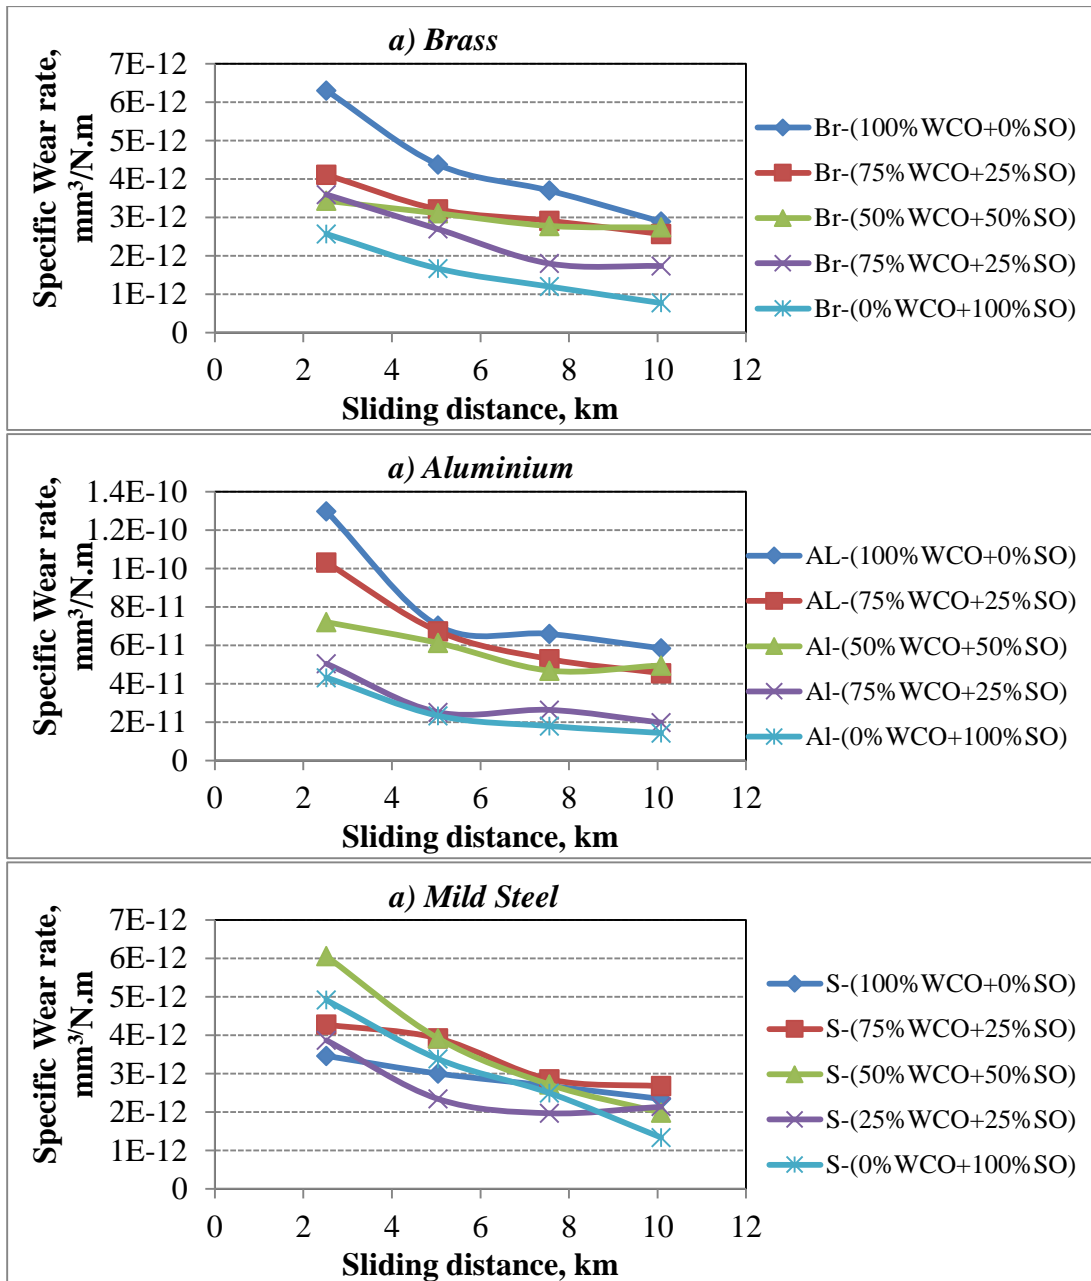 a) Brass
Specific Wear rate,
mm³/N.m
7E-12
6E-12
5E-12
4E-12
3E-12
2E-12
1E-12
0
0 2 4 6 8 10 12
Sliding distance, km
Br-(100%WCO+0%SO)
Br-(75%WCO+25%SO)
Br-(50%WCO+50%SO)
Br-(75%WCO+25%SO)
Br-(0%WCO+100%SO)
a) Aluminium
Specific Wear rate,
mm³/N.m
1.4E-10
1.2E-10
1E-10
8E-11
6E-11
4E-11
2E-11
0
0 2 4 6 8 10 12
Sliding distance, km
AL-(100%WCO+0%SO)
AL-(75%WCO+25%SO)
Al-(50%WCO+50%SO)
Al-(75%WCO+25%SO)
Al-(0%WCO+100%SO)
a) Mild Steel
Specific Wear rate,
mm³/N.m
7E-12
6E-12
5E-12
4E-12
3E-12
2E-12
1E-12
0
0 2 4 6 8 10 12
Sliding distance, km
S-(100%WCO+0%SO)
S-(75%WCO+25%SO)
S-(50%WCO+50%SO)
S-(25%WCO+25%SO)
S-(0%WCO+100%SO)